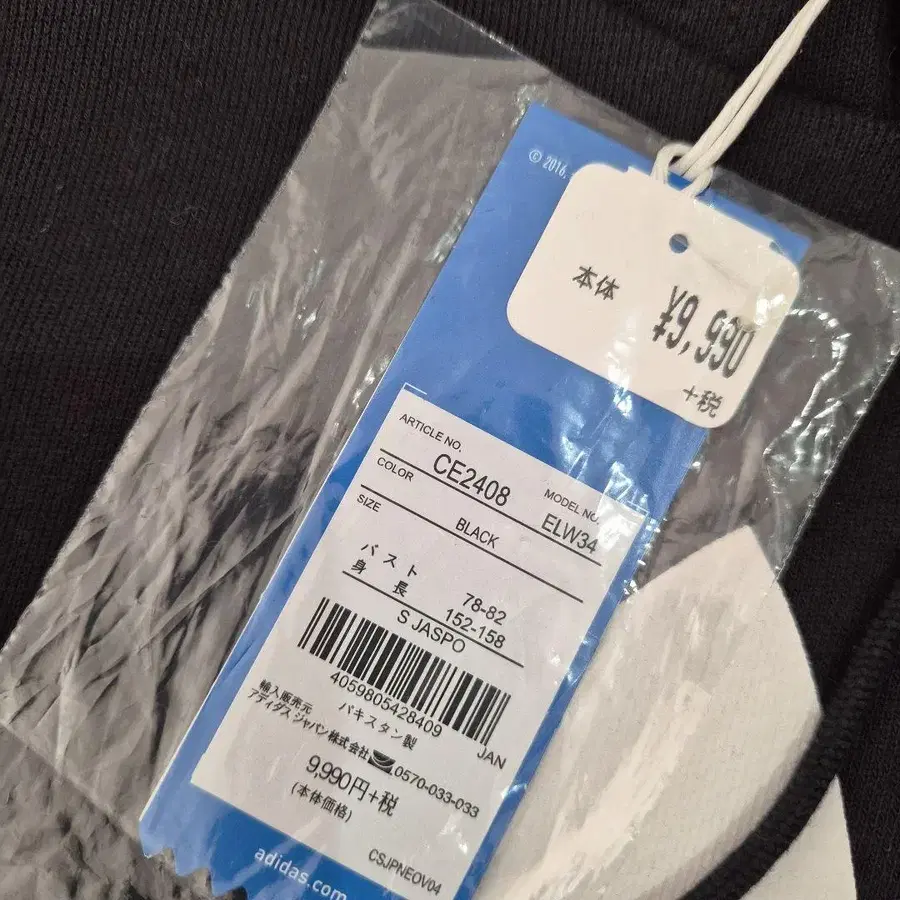 © 2016,
本体 ¥9,990
+税
ARTICLE NO. CE2408
MODEL NO. ELW34
COLOR BLACK
SIZE
バスト 78-82
身長 152-158
S JASPO
4059805428409
JAN
パキスタン製
輸入販売元
アディダス ジャパン株式会社 0570-033-033
9,990円+税
(本体価格)
CSJPNEOV04
adidas.com